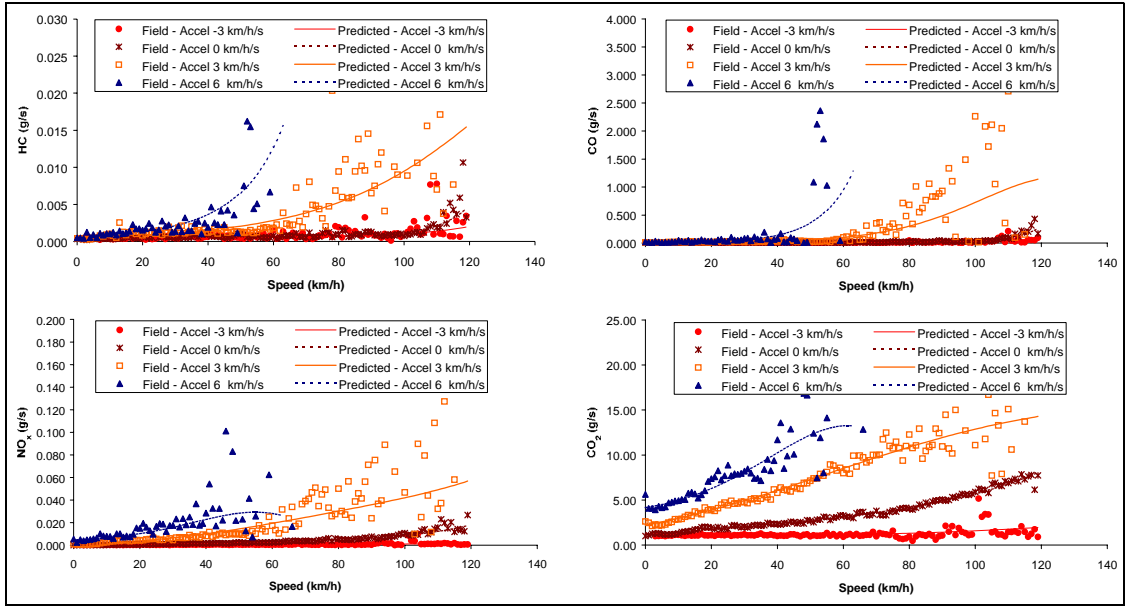 0.030
Field - Accel -3 km/h/s Predicted - Accel -3 km/h/s
0.025
Field - Accel 0 km/h/s Predicted - Accel 0 km/h/s
Field - Accel 3 km/h/s Predicted - Accel 3 km/h/s
Field - Accel 6 km/h/s Predicted - Accel 6 km/h/s
0.020
0.015
0.010
0.005
0.000
HC (g/s)
0 20 40 60 80 100 120 140
Speed (km/h)
4.000
Field - Accel -3 km/h/s Predicted - Accel -3 km/h/s
3.500
Field - Accel 0 km/h/s Predicted - Accel 0 km/h/s
Field - Accel 3 km/h/s Predicted - Accel 3 km/h/s
3.000
Field - Accel 6 km/h/s Predicted - Accel 6 km/h/s
2.500
2.000
1.500
1.000
0.500
0.000
CO (g/s)
0 20 40 60 80 100 120 140
Speed (km/h)
0.200
Field - Accel -3 km/h/s Predicted - Accel -3 km/h/s
0.180
Field - Accel 0 km/h/s Predicted - Accel 0 km/h/s
0.160
Field - Accel 3 km/h/s Predicted - Accel 3 km/h/s
Field - Accel 6 km/h/s Predicted - Accel 6 km/h/s
0.140
0.120
0.100
0.080
0.060
0.040
0.020
0.000
NOx (g/s)
0 20 40 60 80 100 120 140
Speed (km/h)
25.00
Field - Accel -3 km/h/s Predicted - Accel -3 km/h/s
Field - Accel 0 km/h/s Predicted - Accel 0 km/h/s
20.00
Field - Accel 3 km/h/s Predicted - Accel 3 km/h/s
Field - Accel 6 km/h/s Predicted - Accel 6 km/h/s
15.00
10.00
5.00
0.00
CO2 (g/s)
0 20 40 60 80 100 120 140
Speed (km/h)